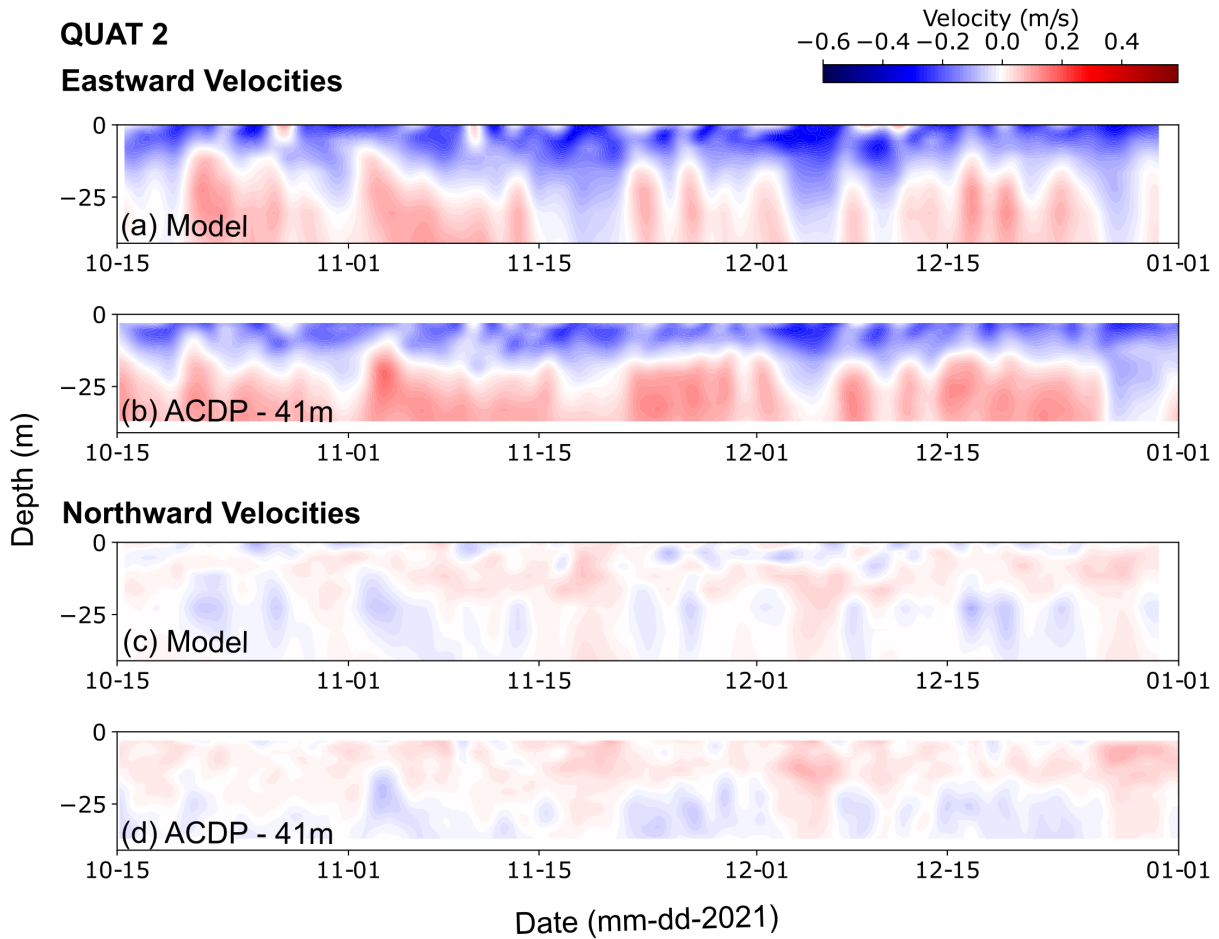 QUAT 2
Velocity (m/s)
−0.6 −0.4 −0.2 0.0 0.2 0.4
Eastward Velocities
0
−25
(a) Model
10-15 11-01 11-15 12-01 12-15 01-01
0
−25
(b) ACDP - 41m
10-15 11-01 11-15 12-01 12-15 01-01
Depth (m)
Northward Velocities
0
−25
(c) Model
10-15 11-01 11-15 12-01 12-15 01-01
0
−25
(d) ACDP - 41m
10-15 11-01 11-15 12-01 12-15 01-01
Date (mm-dd-2021)